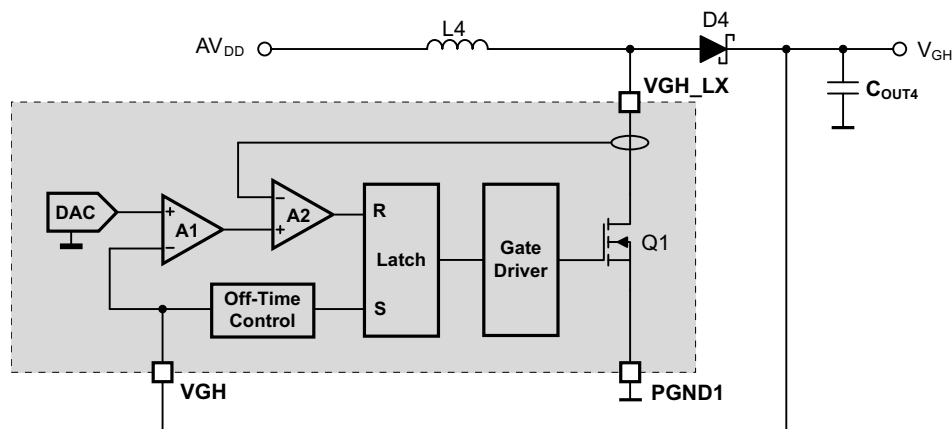 L4
D4
AVDD
VGH
VGH_LX
COUT4
DAC
+
A1
−
−
A2
+
R
Latch
S
Gate
Driver
Q1
Off-Time
Control
VGH
PGND1